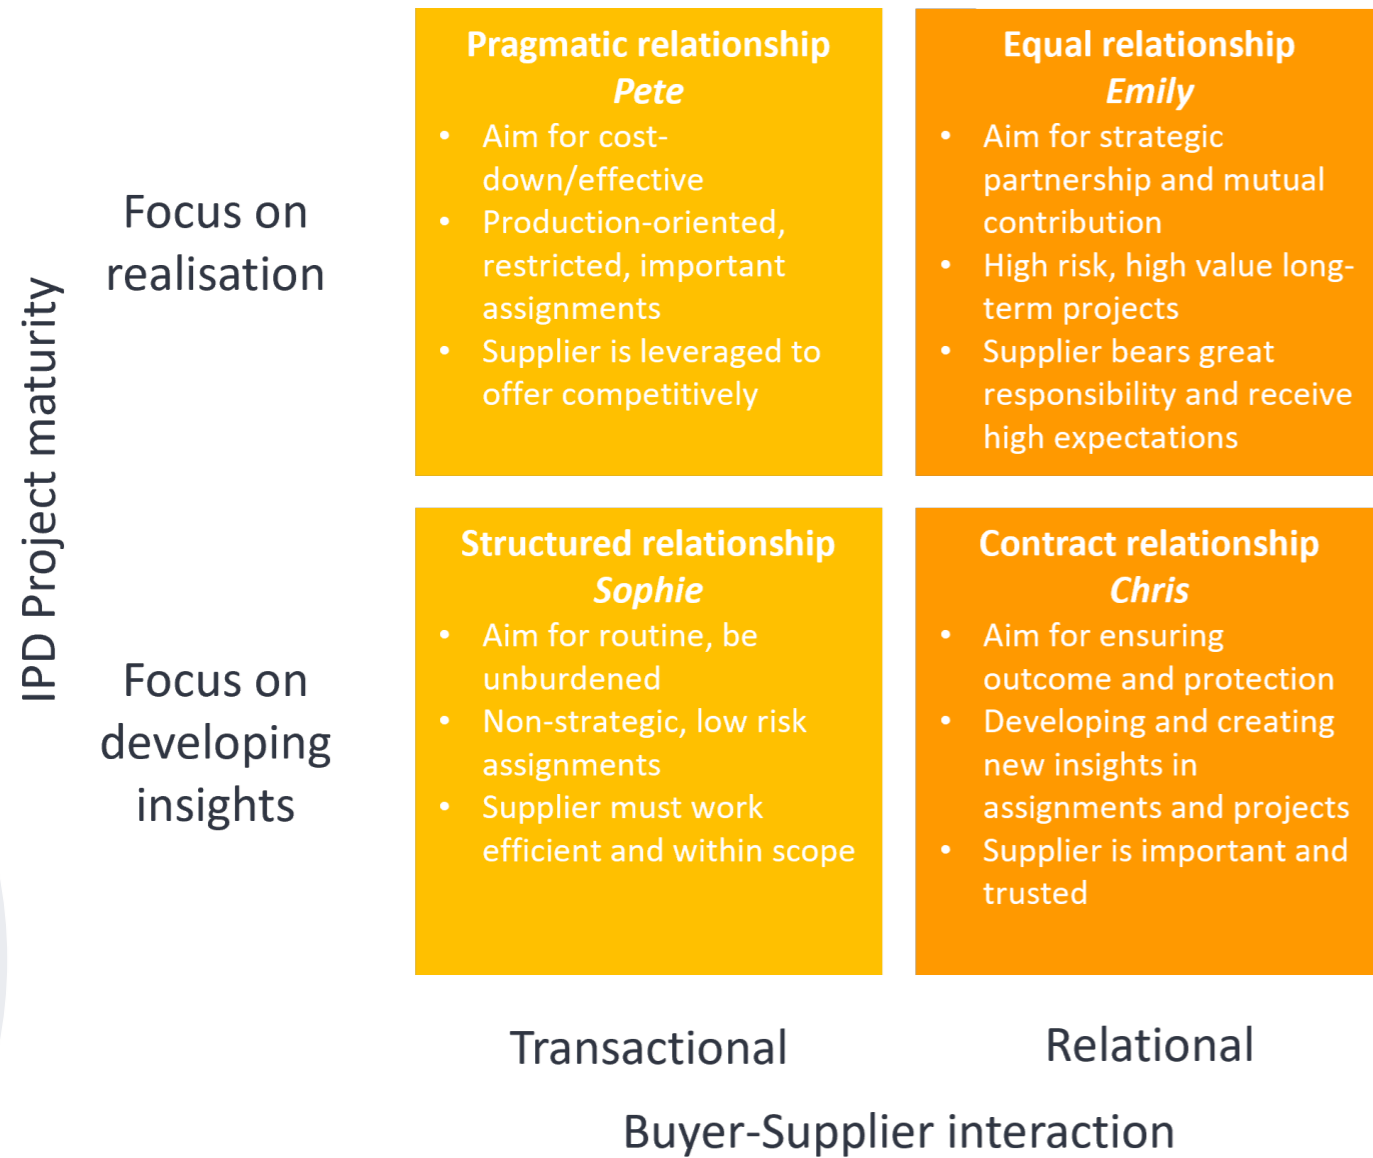 Pragmatic relationship
Pete
• Aim for cost-
down/effective
• Production-oriented,
restricted, important
assignments
• Supplier is leveraged to
offer competitively
Equal relationship
Emily
• Aim for strategic
partnership and mutual
contribution
• High risk, high value long-
term projects
• Supplier bears great
responsibility and receive
high expectations
IPD Project maturity
Focus on
realisation
Focus on
developing
insights
Structured relationship
Sophie
• Aim for routine, be
unburdened
• Non-strategic, low risk
assignments
• Supplier must work
efficient and within scope
Contract relationship
Chris
• Aim for ensuring
outcome and protection
• Developing and creating
new insights in
assignments and projects
• Supplier is important and
trusted
Transactional
Relational
Buyer-Supplier interaction